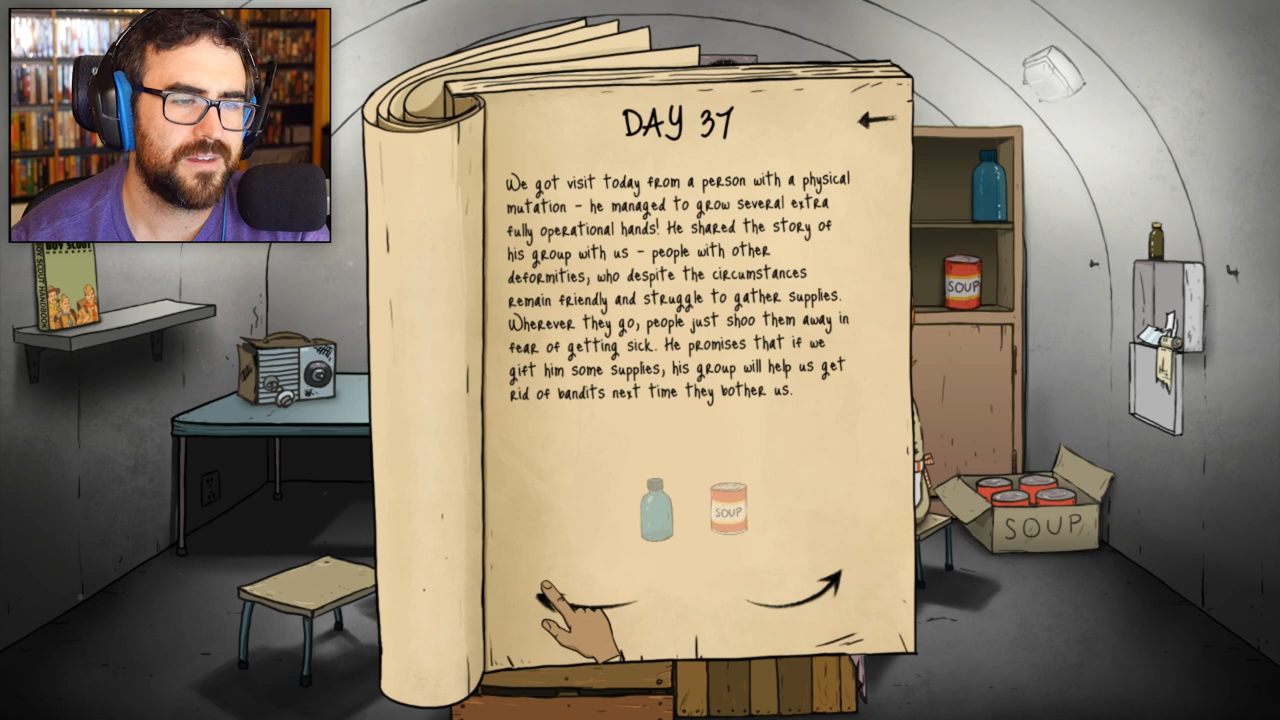 DAY 37
We got visit today from a person with a physical
mutation - he managed to grow several extra
fully operational hands! He shared the story of
his group with us - people with other
deformities, who despite the circumstances
remain friendly and struggle to gather supplies.
Wherever they go, people just shoo them away in
fear of getting sick. He promises that if we
gift him some supplies, his group will help us get
rid of bandits next time they bother us.
SOUP
BOY SCOUT
BOY SCOUT HANDBOOK
SOUP
SOUP